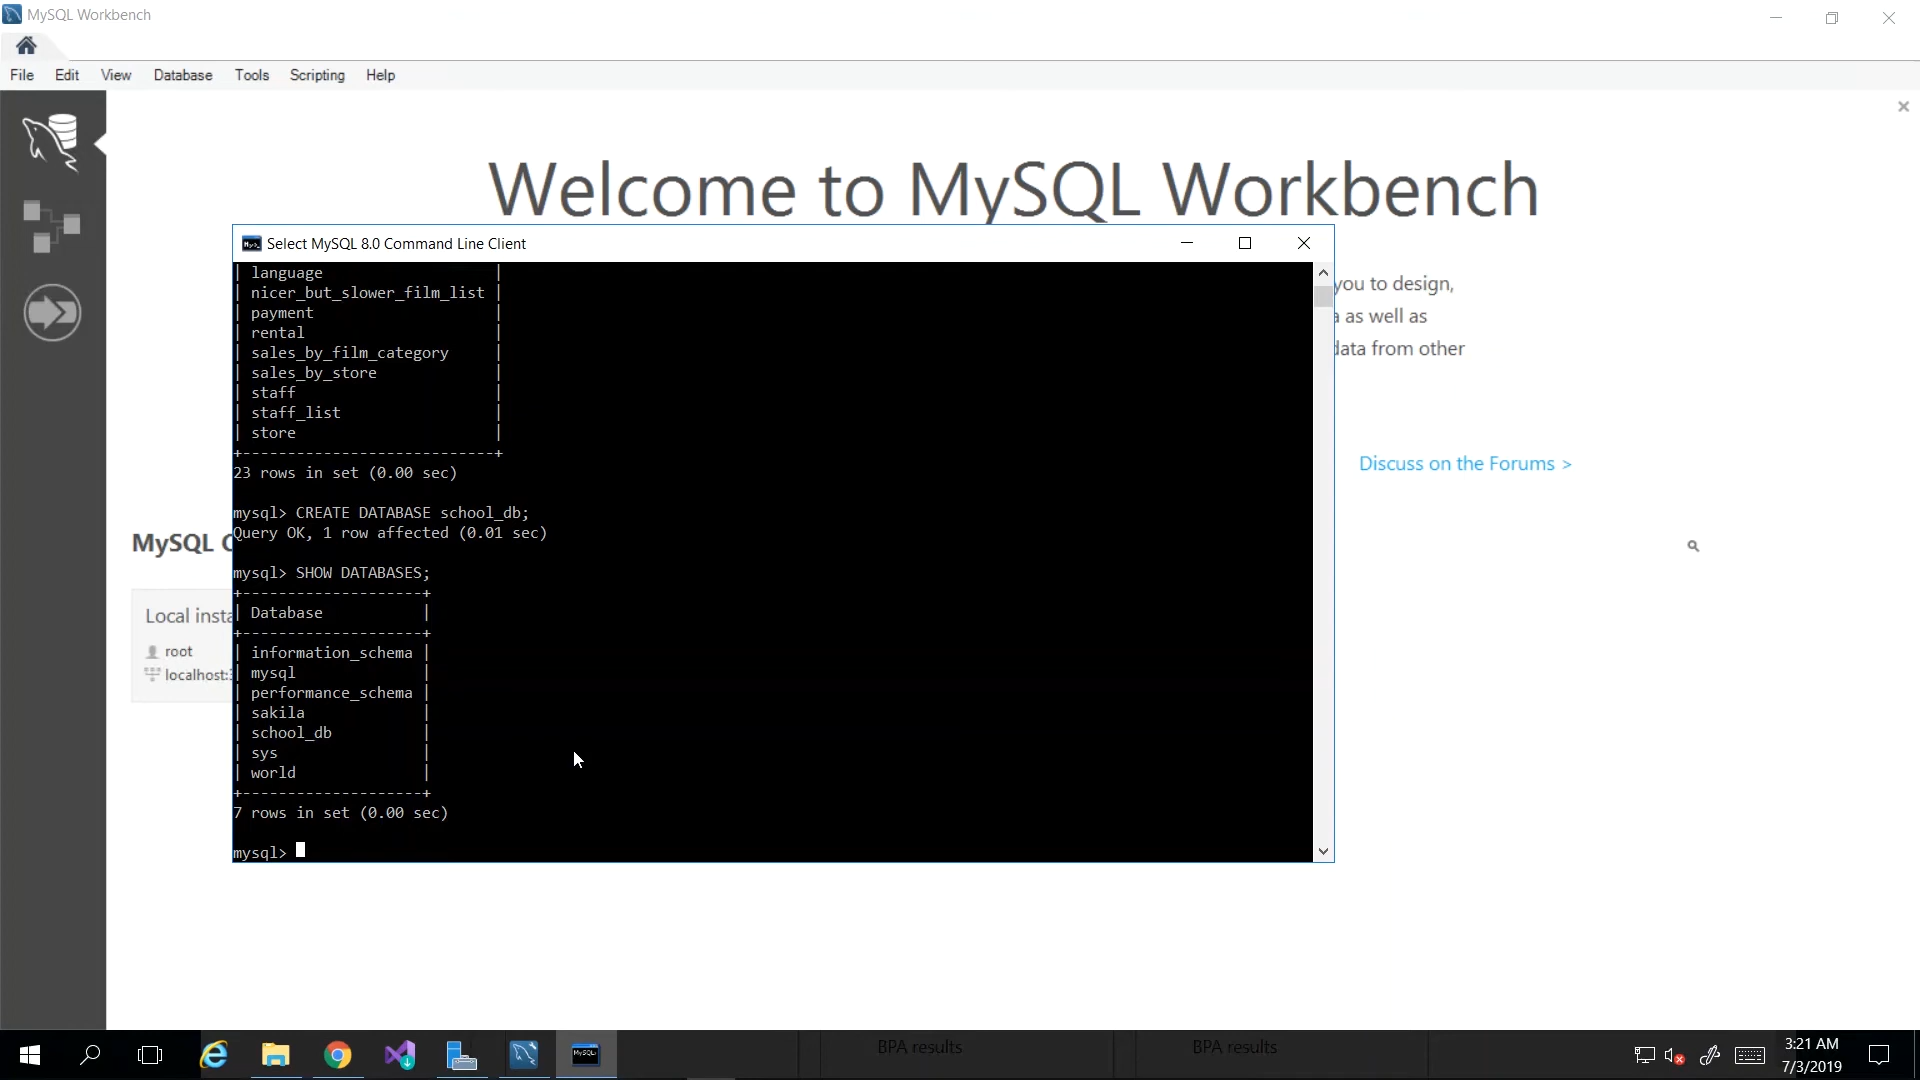 MySQL Workbench
File Edit View Database Tools Scripting Help
Welcome to MySQL Workbench
Select MySQL 8.0 Command Line Client
you to design,
as well as
data from other
Discuss on the Forums >
MySQL
Local
root
localhost:
| language |
| nicer_but_slower_film_list |
| payment |
| rental |
| sales_by_film_category |
| sales_by_store |
| staff |
| staff_list |
| store |
+----------------------------+
23 rows in set (0.00 sec)
mysql> CREATE DATABASE school_db;
Query OK, 1 row affected (0.01 sec)
mysql> SHOW DATABASES;
+--------------------+
| Database |
+--------------------+
| information_schema |
| mysql |
| performance_schema |
| sakila |
| school_db |
| sys |
| world |
+--------------------+
7 rows in set (0.00 sec)
mysql>
BPA results
BPA results
3:21 AM
7/3/2019